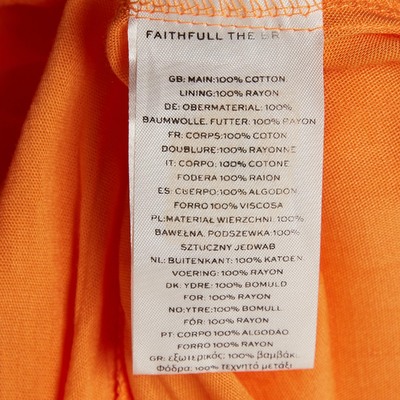 FAITHFULL THE BR
GB: MAIN:100% COTTON
LINING:100% RAYON
DE: OBERMATERIAL: 100%
BAUMWOLLE. FUTTER: 100% RAYON
FR: CORPS:100% COTON
DOUBLURE:100% RAYONNE
IT: CORPO: 100% COTONE
FODERA 100% RAION
ES: CUERPO:100% ALGODON
FORRO 100% VISCOSA
PL:MATERIAŁ WIERZCHNI. 100%
BAWEŁNA. PODSZEWKA:100%
SZTUCZNY JEDWAB
NL: BUITENKANT: 100% KATOEN
VOERING: 100% RAYON
DK: YDRE: 100% BOMULD
FOR: 100% RAYON
NO:YTRE: 100% BOMULL
FÔR: 100% RAYON
PT: CORPO 100% ALGODAO
FORRO: 100% RAYON
GR: εξωτερικός: 100% βαμβάκι.
Φόδρα: 100% τεχνητό μετάξι